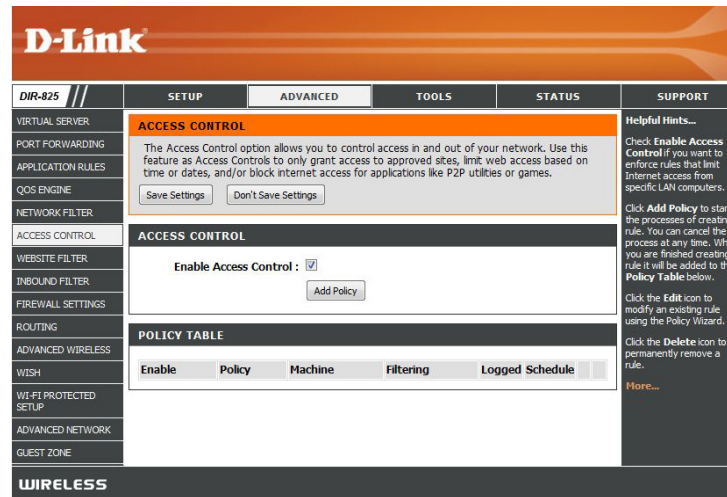 D-Link
DIR-825
SETUP
ADVANCED
TOOLS
STATUS
SUPPORT
VIRTUAL SERVER
PORT FORWARDING
APPLICATION RULES
QOS ENGINE
NETWORK FILTER
ACCESS CONTROL
WEBSITE FILTER
INBOUND FILTER
FIREWALL SETTINGS
ROUTING
ADVANCED WIRELESS
WISH
WI-FI PROTECTED
SETUP
ADVANCED NETWORK
GUEST ZONE
ACCESS CONTROL
The Access Control option allows you to control access in and out of your network. Use this
feature as Access Controls to only grant access to approved sites, limit web access based on
time or dates, and/or block internet access for applications like P2P utilities or games.
Save Settings Don't Save Settings
ACCESS CONTROL
Enable Access Control :
Add Policy
POLICY TABLE
Enable Policy Machine Filtering Logged Schedule
Helpful Hints...
Check Enable Access
Control if you want to
enforce rules that limit
Internet access from
specific LAN computers.
Click Add Policy to star
the processes of creatin
rule. You can cancel the
process at any time. Wh
you are finished creating
rule it will be added to th
Policy Table below.
Click the Edit icon to
modify an existing rule
using the Policy Wizard.
Click the Delete icon to
permanently remove a
rule.
More...
WIRELESS